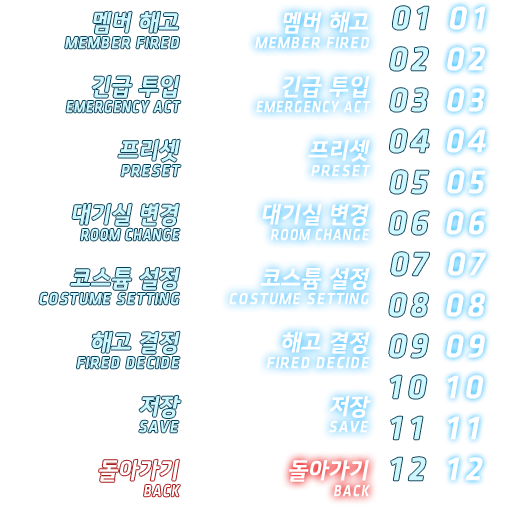 멤버 해고
MEMBER FIRED
긴급 투입
EMERGENCY ACT
프리셋
PRESET
대기실 변경
ROOM CHANGE
코스튬 설정
COSTUME SETTING
해고 결정
FIRED DECIDE
저장
SAVE
돌아가기
BACK
멤버 해고
MEMBER FIRED
긴급 투입
EMERGENCY ACT
프리셋
PRESET
대기실 변경
ROOM CHANGE
코스튬 설정
COSTUME SETTING
해고 결정
FIRED DECIDE
저장
SAVE
돌아가기
BACK
01
02
03
04
05
06
07
08
09
10
11
12
01
02
03
04
05
06
07
08
09
10
11
12